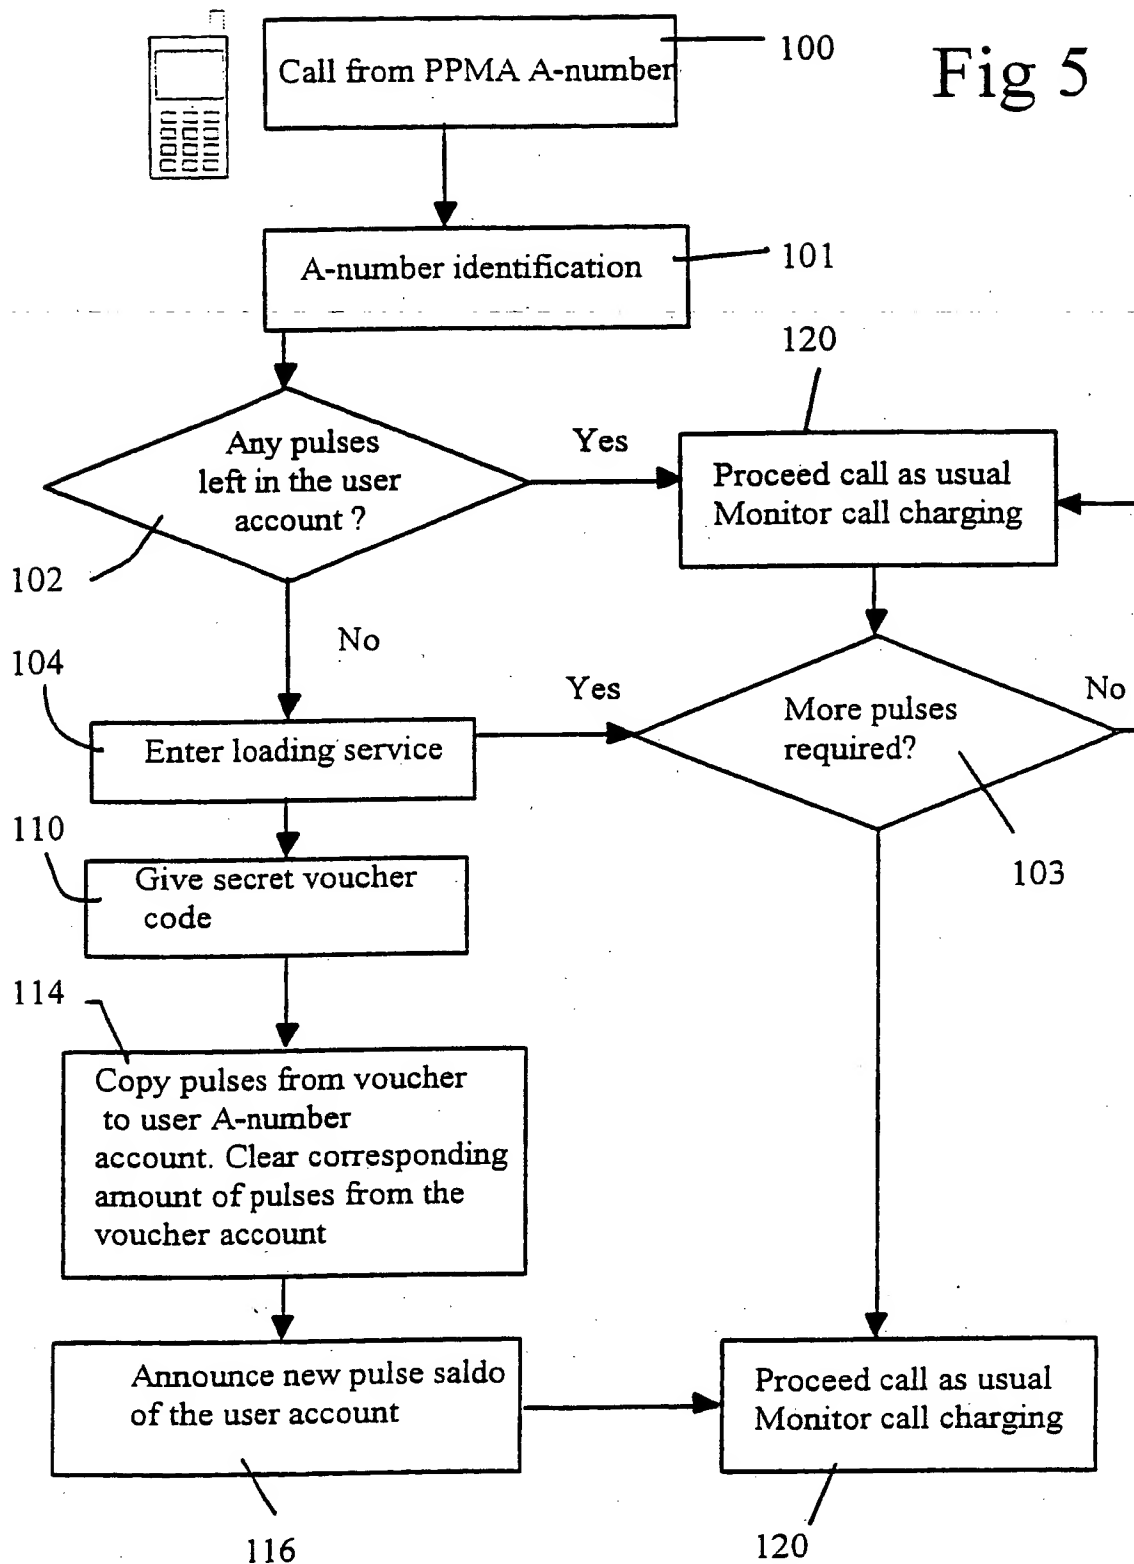 Fig 5
100
Call from PPMA A-number
101
A-number identification
120
Any pulses
left in the user
account ?
Yes
Proceed call as usual
Monitor call charging
102
No
104
Yes
No
Enter loading service
More pulses
required?
110
Give secret voucher
code
103
114
Copy pulses from voucher
to user A-number
account. Clear corresponding
amount of pulses from the
voucher account
Announce new pulse saldo
of the user account
Proceed call as usual
Monitor call charging
116
120